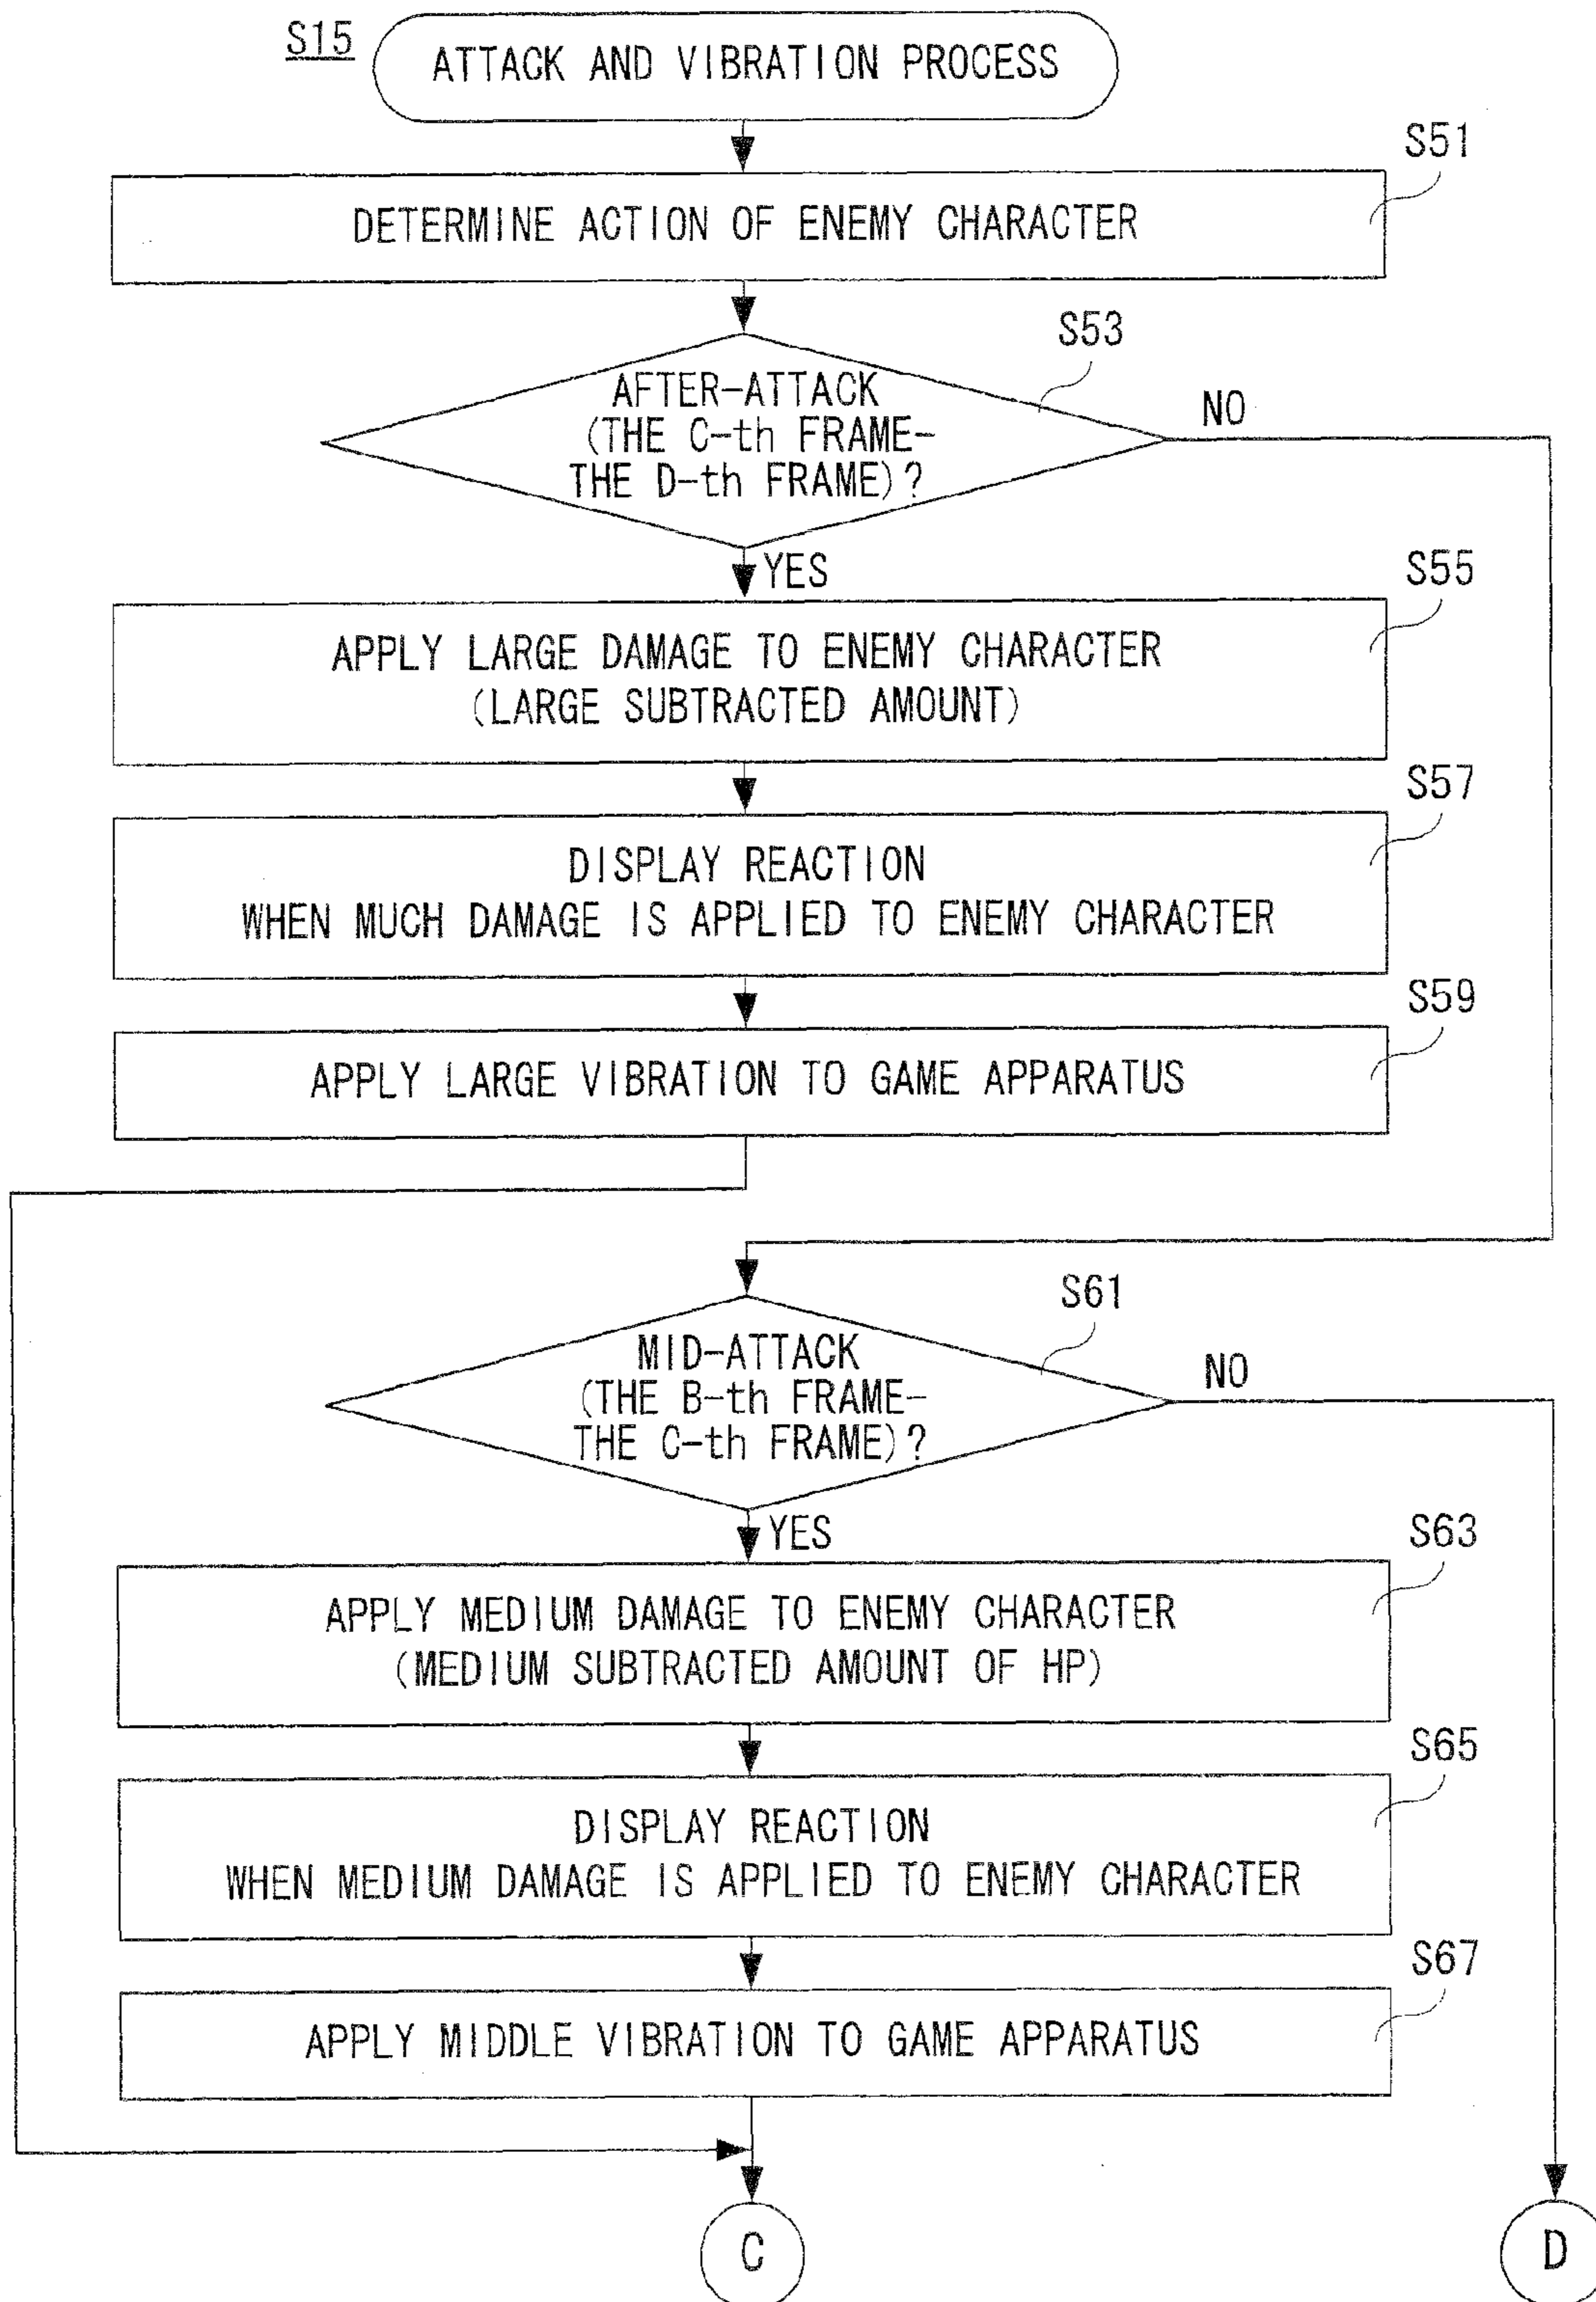 S15
ATTACK AND VIBRATION PROCESS
S51
DETERMINE ACTION OF ENEMY CHARACTER
S53
AFTER-ATTACK
(THE C-th FRAME-
THE D-th FRAME)?
NO
YES
S55
APPLY LARGE DAMAGE TO ENEMY CHARACTER
(LARGE SUBTRACTED AMOUNT)
S57
DISPLAY REACTION
WHEN MUCH DAMAGE IS APPLIED TO ENEMY CHARACTER
S59
APPLY LARGE VIBRATION TO GAME APPARATUS
S61
MID-ATTACK
(THE B-th FRAME-
THE C-th FRAME)?
NO
YES
S63
APPLY MEDIUM DAMAGE TO ENEMY CHARACTER
(MEDIUM SUBTRACTED AMOUNT OF HP)
S65
DISPLAY REACTION
WHEN MEDIUM DAMAGE IS APPLIED TO ENEMY CHARACTER
S67
APPLY MIDDLE VIBRATION TO GAME APPARATUS
C
D